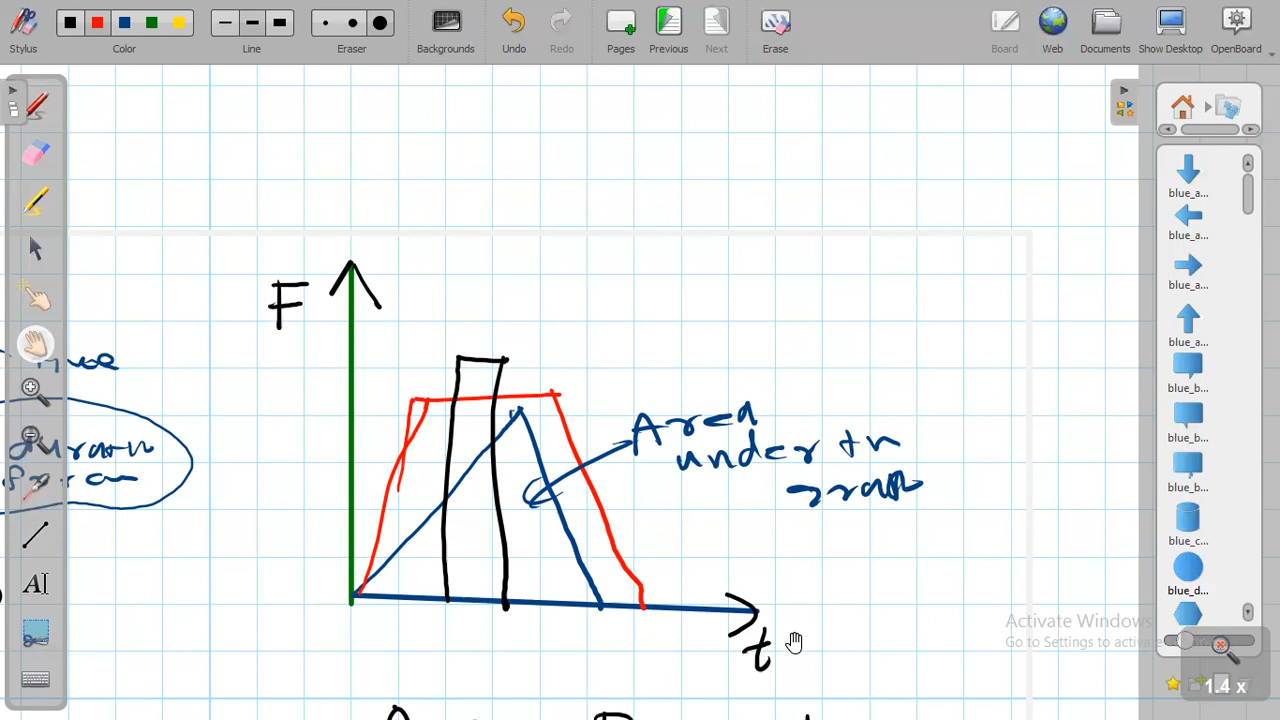 Stylus
Color
Line
Eraser
Backgrounds
Undo
Redo
Pages
Previous
Next
Erase
Board
Web
Documents
Show Desktop
OpenBoard
F
Area
under th
graph
t
blue_a...
blue_a...
blue_a...
blue_a...
blue_b...
blue_b...
blue_b...
blue_c...
blue_d...
Activate Windows
Go to Settings to activate
1.4 x